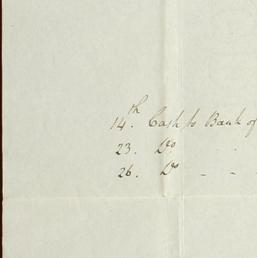 14th. Cash to Bank of
23. Do.
26. Do - -